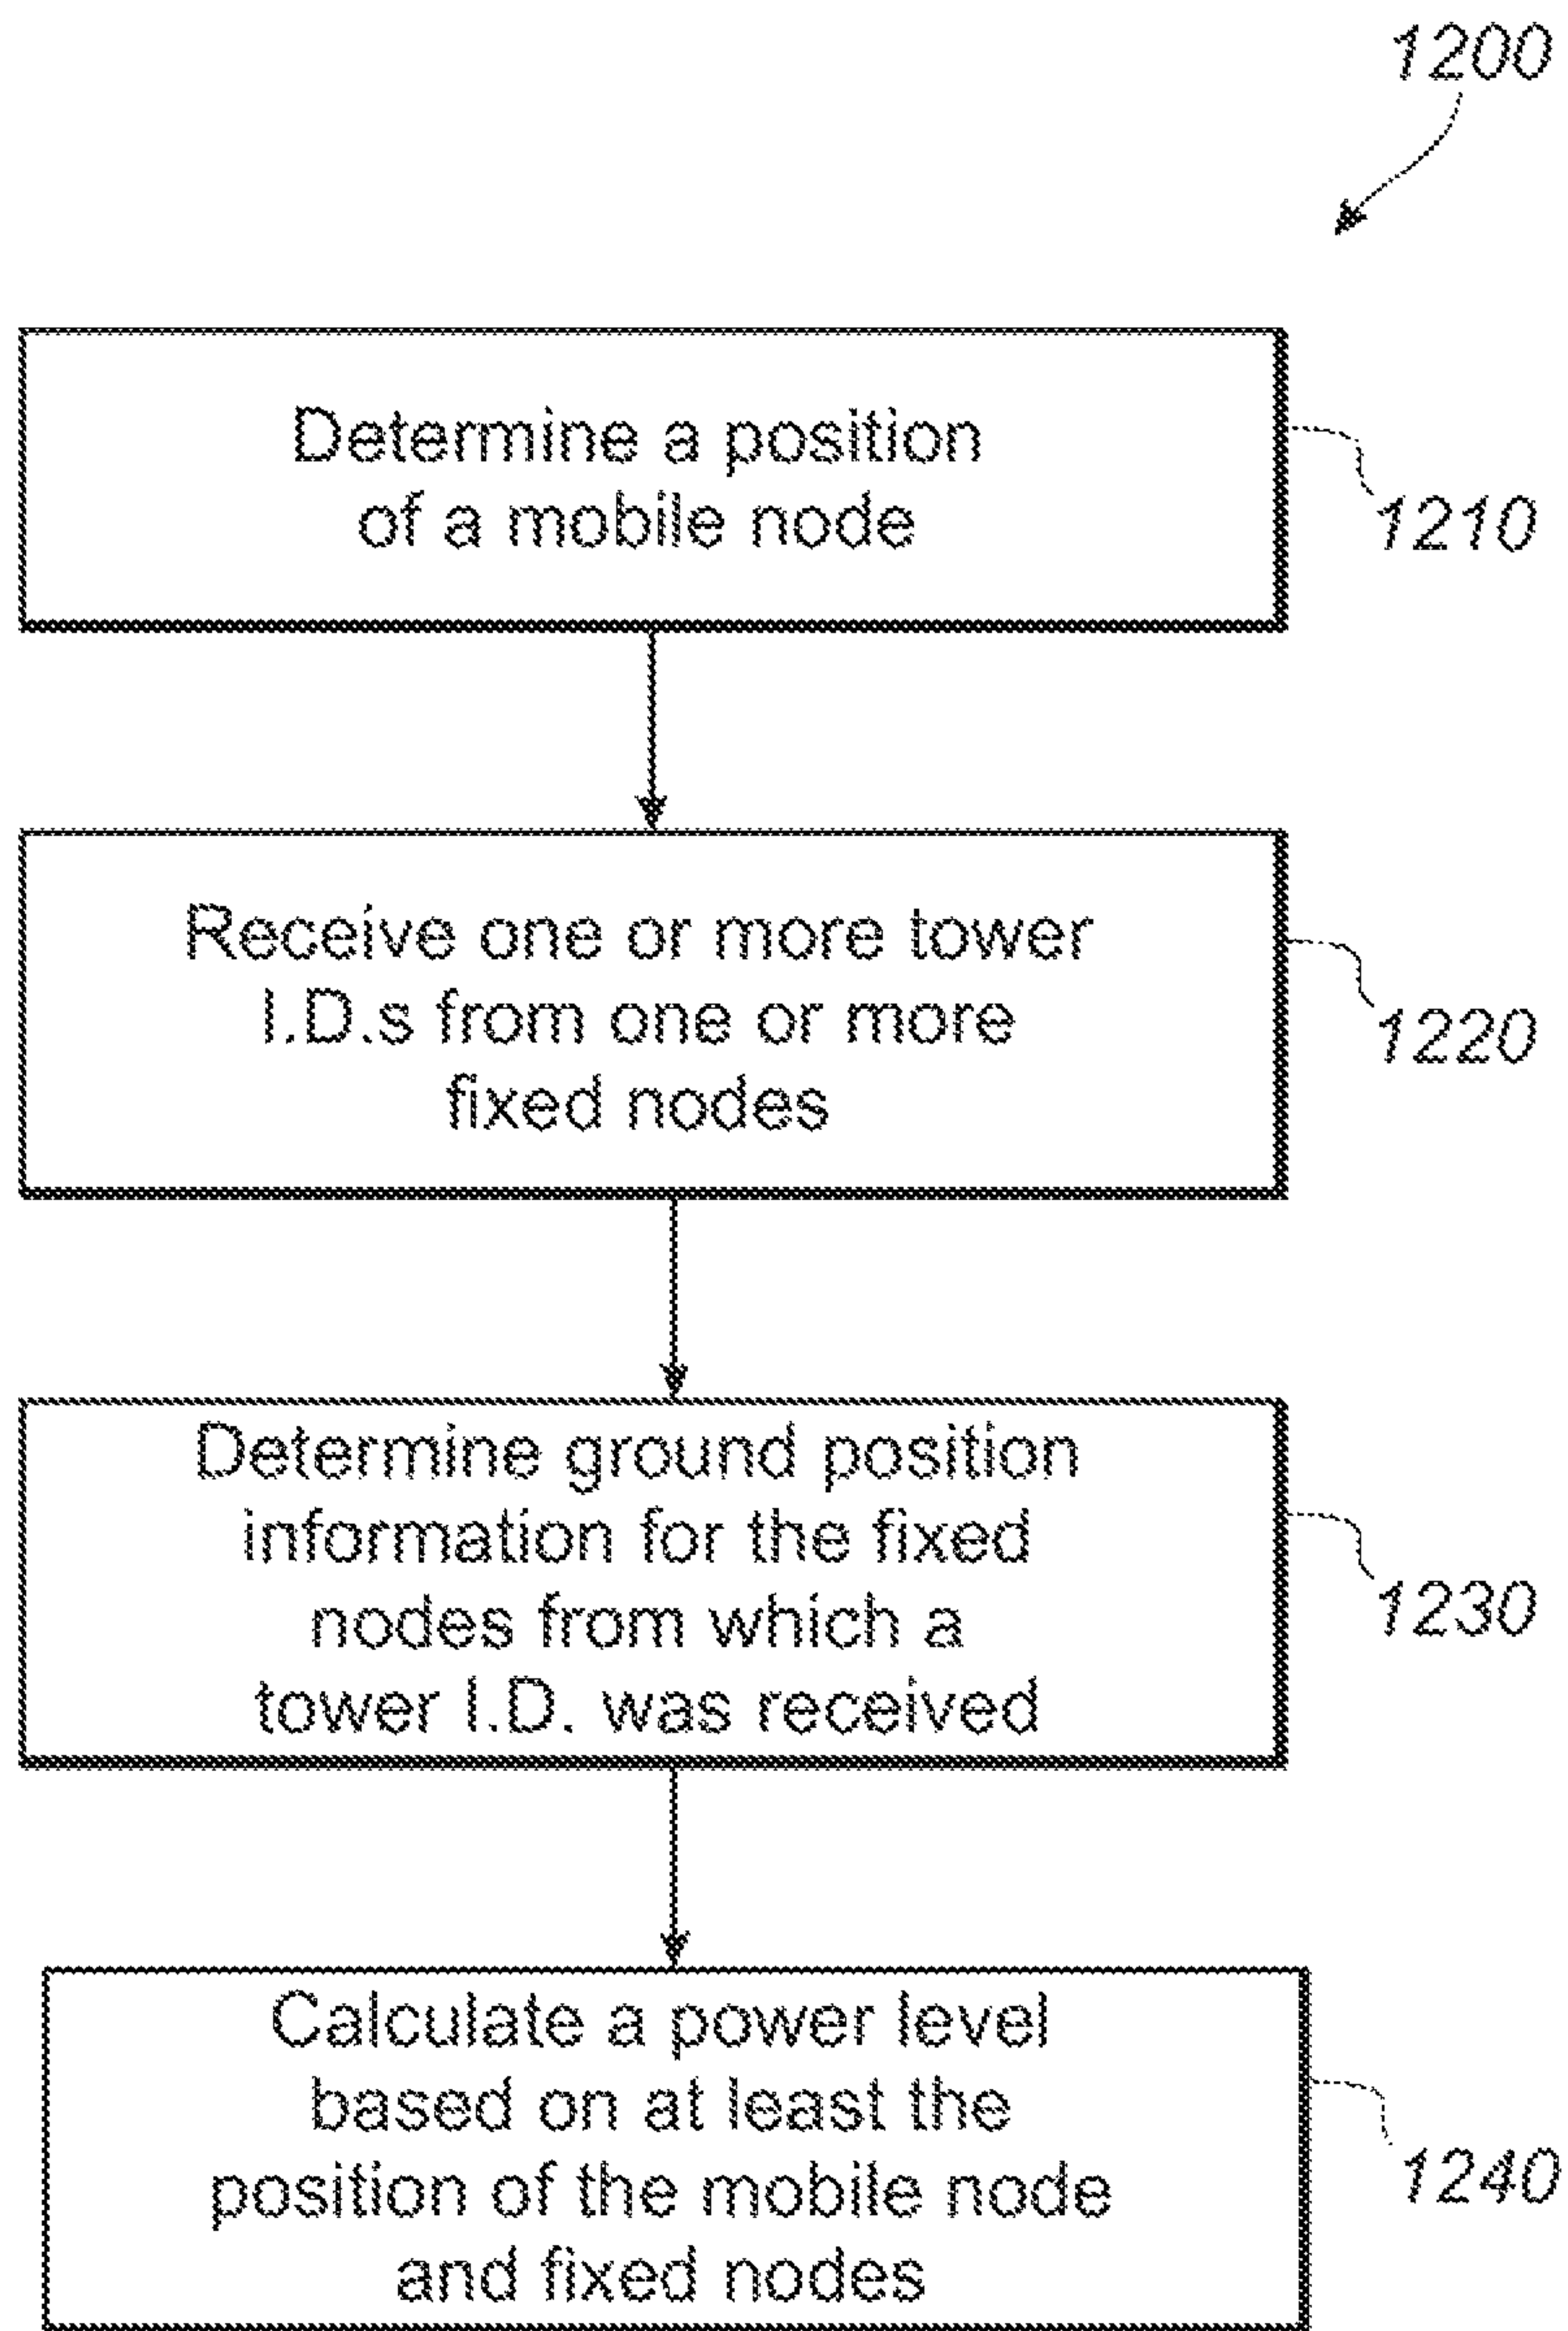 1200
Determine a position
of a mobile node
1210
Receive one or more tower
I.D.s from one or more
fixed nodes
1220
Determine ground position
information for the fixed
nodes from which a
tower I.D. was received
1230
Calculate a power level
based on at least the
position of the mobile node
and fixed nodes
1240